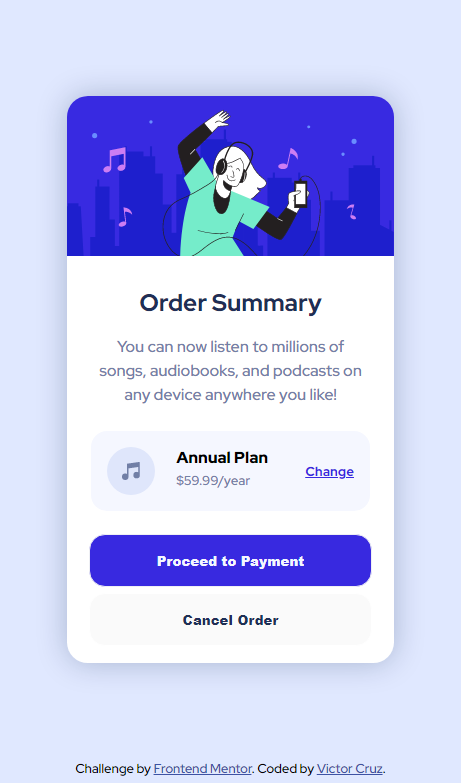 Order Summary
You can now listen to millions of
songs, audiobooks, and podcasts on
any device anywhere you like!
Annual Plan
$59.99/year
Change
Proceed to Payment
Cancel Order
Challenge by Frontend Mentor. Coded by Victor Cruz.